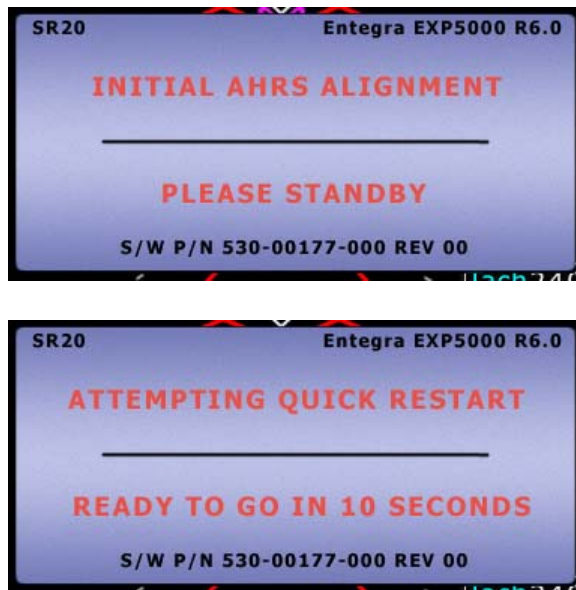 SR20 Entegra EXP5000 R6.0
INITIAL AHRS ALIGNMENT
PLEASE STANDBY
S/W P/N 530-00177-000 REV 00
SR20 Entegra EXP5000 R6.0
ATTEMPTING QUICK RESTART
READY TO GO IN 10 SECONDS
S/W P/N 530-00177-000 REV 00